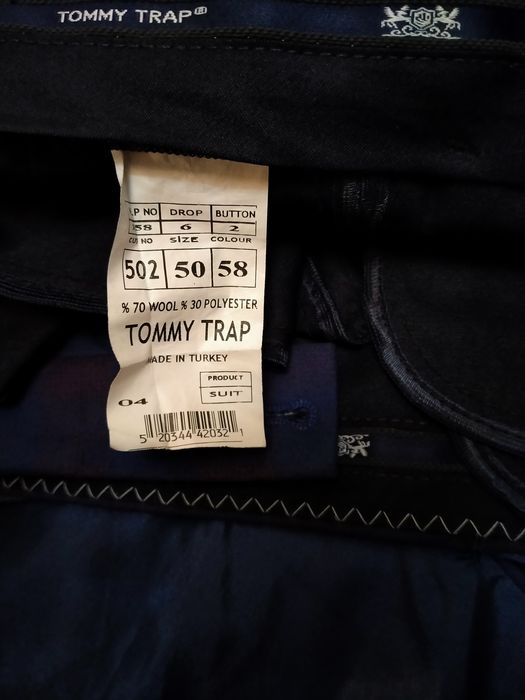 TOMMY TRAP
P NO DROP BUTTON
58 6 2
CUT NO SIZE COLOUR
502 50 58
% 70 WOOL % 30 POLYESTER
TOMMY TRAP
MADE IN TURKEY
PRODUCT
04 SUIT
5 20344 42032 1